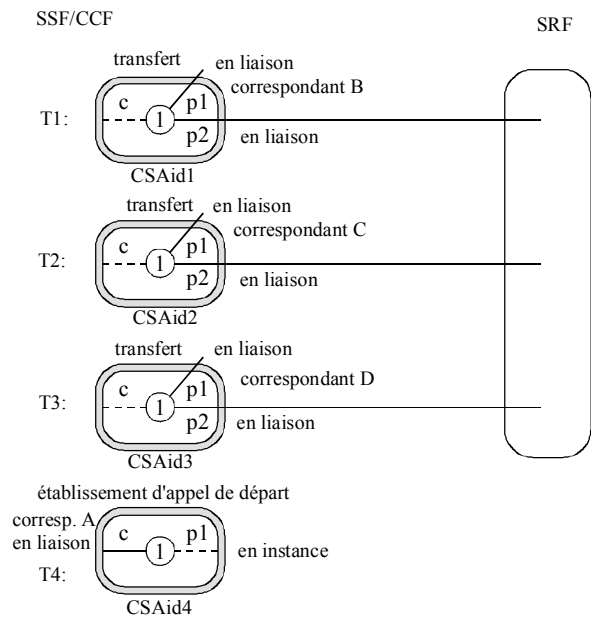 SSF/CCF
SRF
transfert
en liaison
correspondant B
T1:
c
1
p1
p2
en liaison
CSAid1
transfert
en liaison
correspondant C
T2:
c
1
p1
p2
en liaison
CSAid2
transfert
en liaison
correspondant D
T3:
c
1
p1
p2
en liaison
CSAid3
établissement d'appel de départ
corresp. A
en liaison
c
1
p1
en instance
T4:
CSAid4